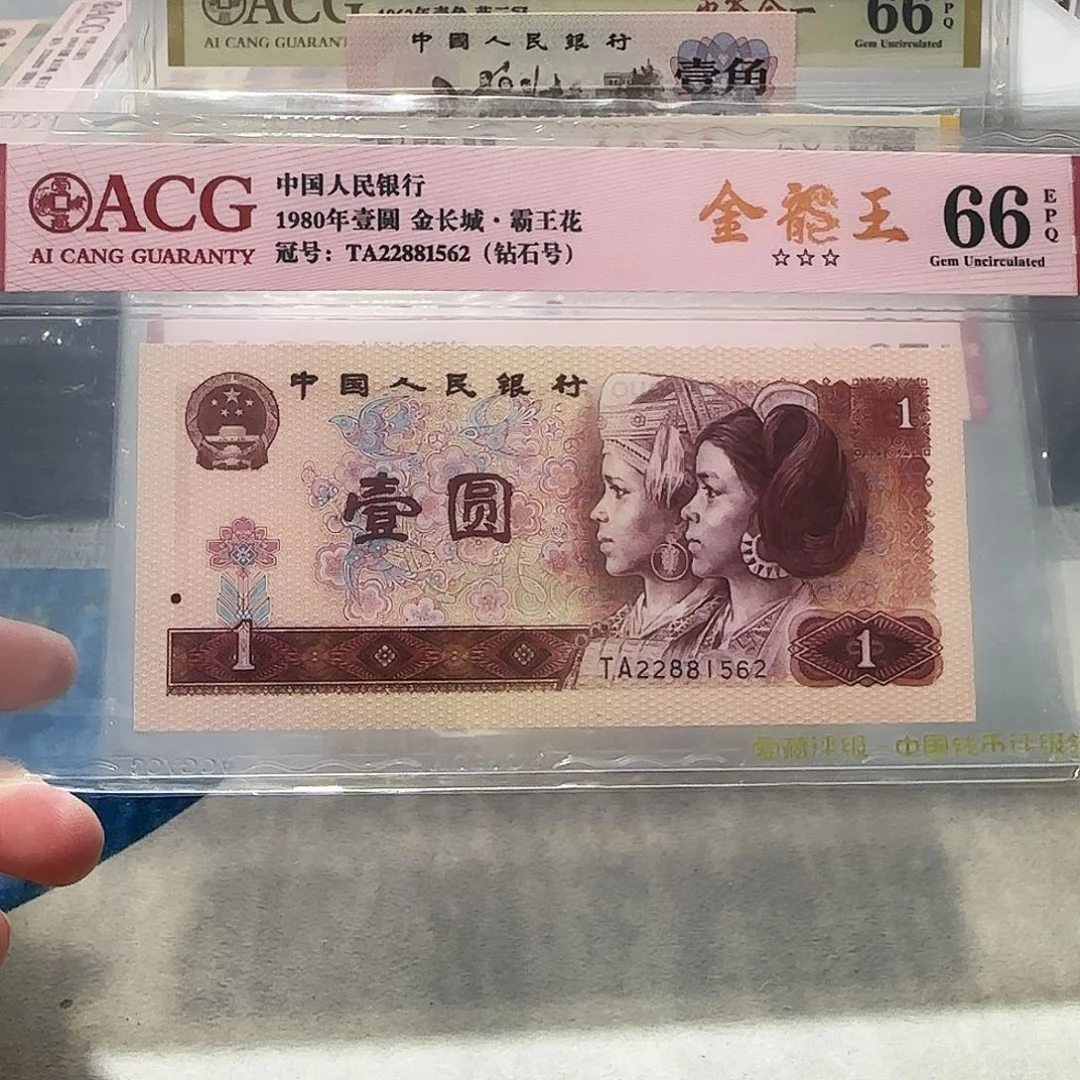 ACG
AI CANG GUARANT
66
Gem Uncirculated
中國人民銀行
壹角
ACG
AI CANG GUARANTY
中国人民银行
1980年壹圆 金长城·霸王花
冠号：TA22881562（钻石号）
金龍王
☆☆☆
66
EPQ
Gem Uncirculated
中国人民银行
1
壹圆
1
TA22881562
1
爱藏评级 中国钱币评级